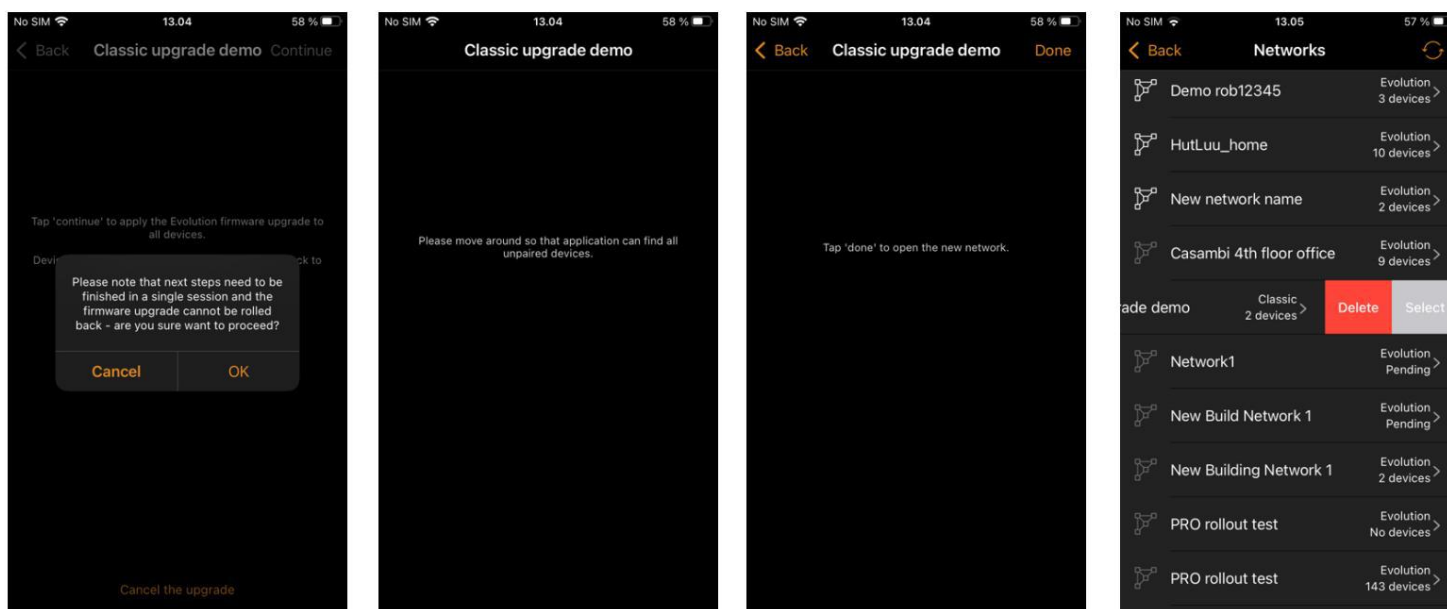 No SIM 13.04 58 %
Back Classic upgrade demo Continue
Tap 'continue' to apply the Evolution firmware upgrade to
all devices.
Please note that next steps need to be
finished in a single session and the
firmware upgrade cannot be rolled
back - are you sure want to proceed?
Cancel OK
Cancel the upgrade
No SIM 13.04 58 %
Classic upgrade demo
Please move around so that application can find all
unpaired devices.
No SIM 13.04 58 %
Back Classic upgrade demo Done
Tap 'done' to open the new network.
No SIM 13.05 57 %
Back Networks
Demo rob12345 Evolution
3 devices
HutLuu_home Evolution
10 devices
New network name Evolution
2 devices
Casambi 4th floor office Evolution
9 devices
rade demo Classic
2 devices
Delete Select
Network1 Evolution
Pending
New Build Network 1 Evolution
Pending
New Building Network 1 Evolution
2 devices
PRO rollout test Evolution
No devices
PRO rollout test Evolution
143 devices